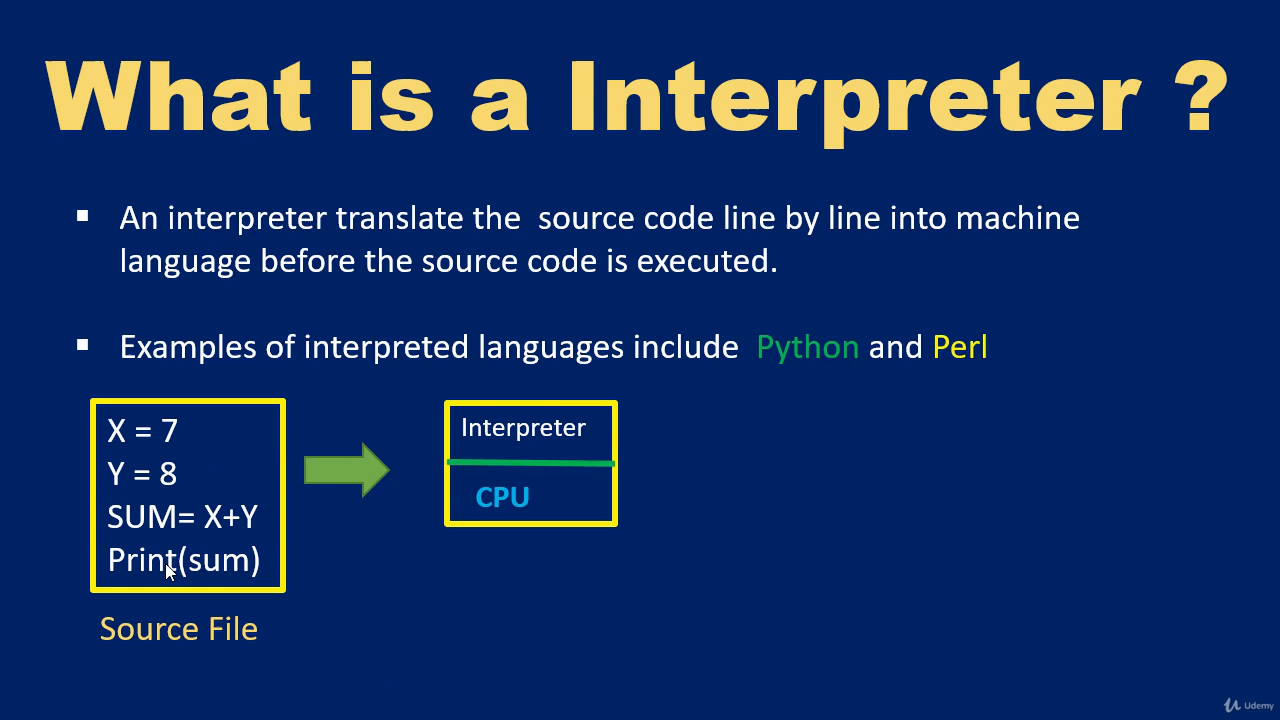 What is a Interpreter ?
▪ An interpreter translate the source code line by line into machine
language before the source code is executed.
▪ Examples of interpreted languages include Python and Perl
X = 7
Y = 8
SUM= X+Y
Print(sum)
Interpreter
CPU
Source File
Udemy